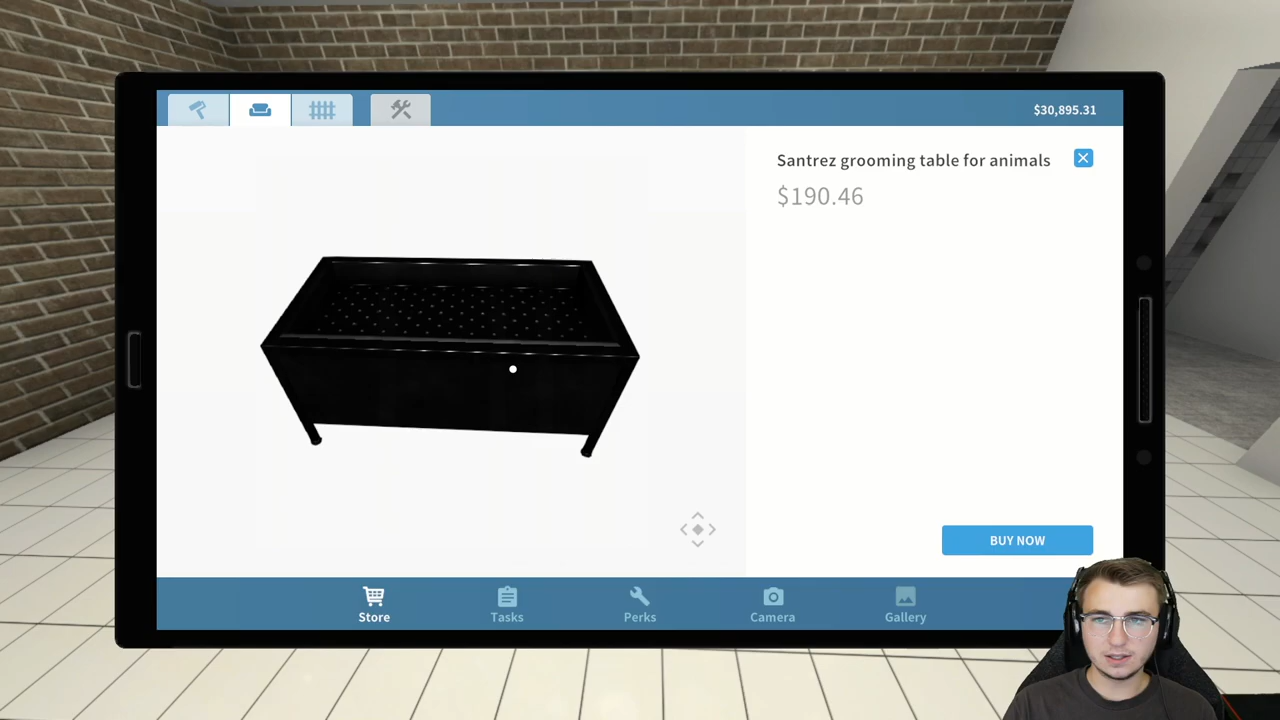 $30,895.31
Santrez grooming table for animals
$190.46
BUY NOW
Store
Tasks
Perks
Camera
Gallery